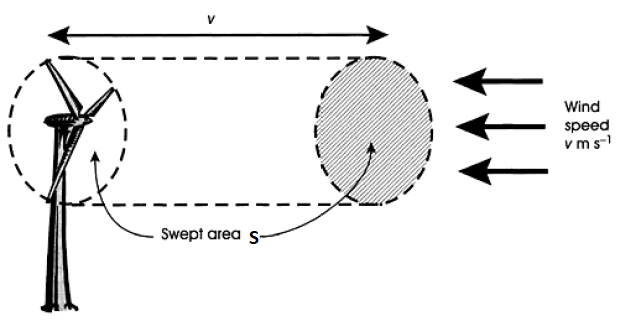 v
Wind
speed
v m s⁻¹
Swept area S